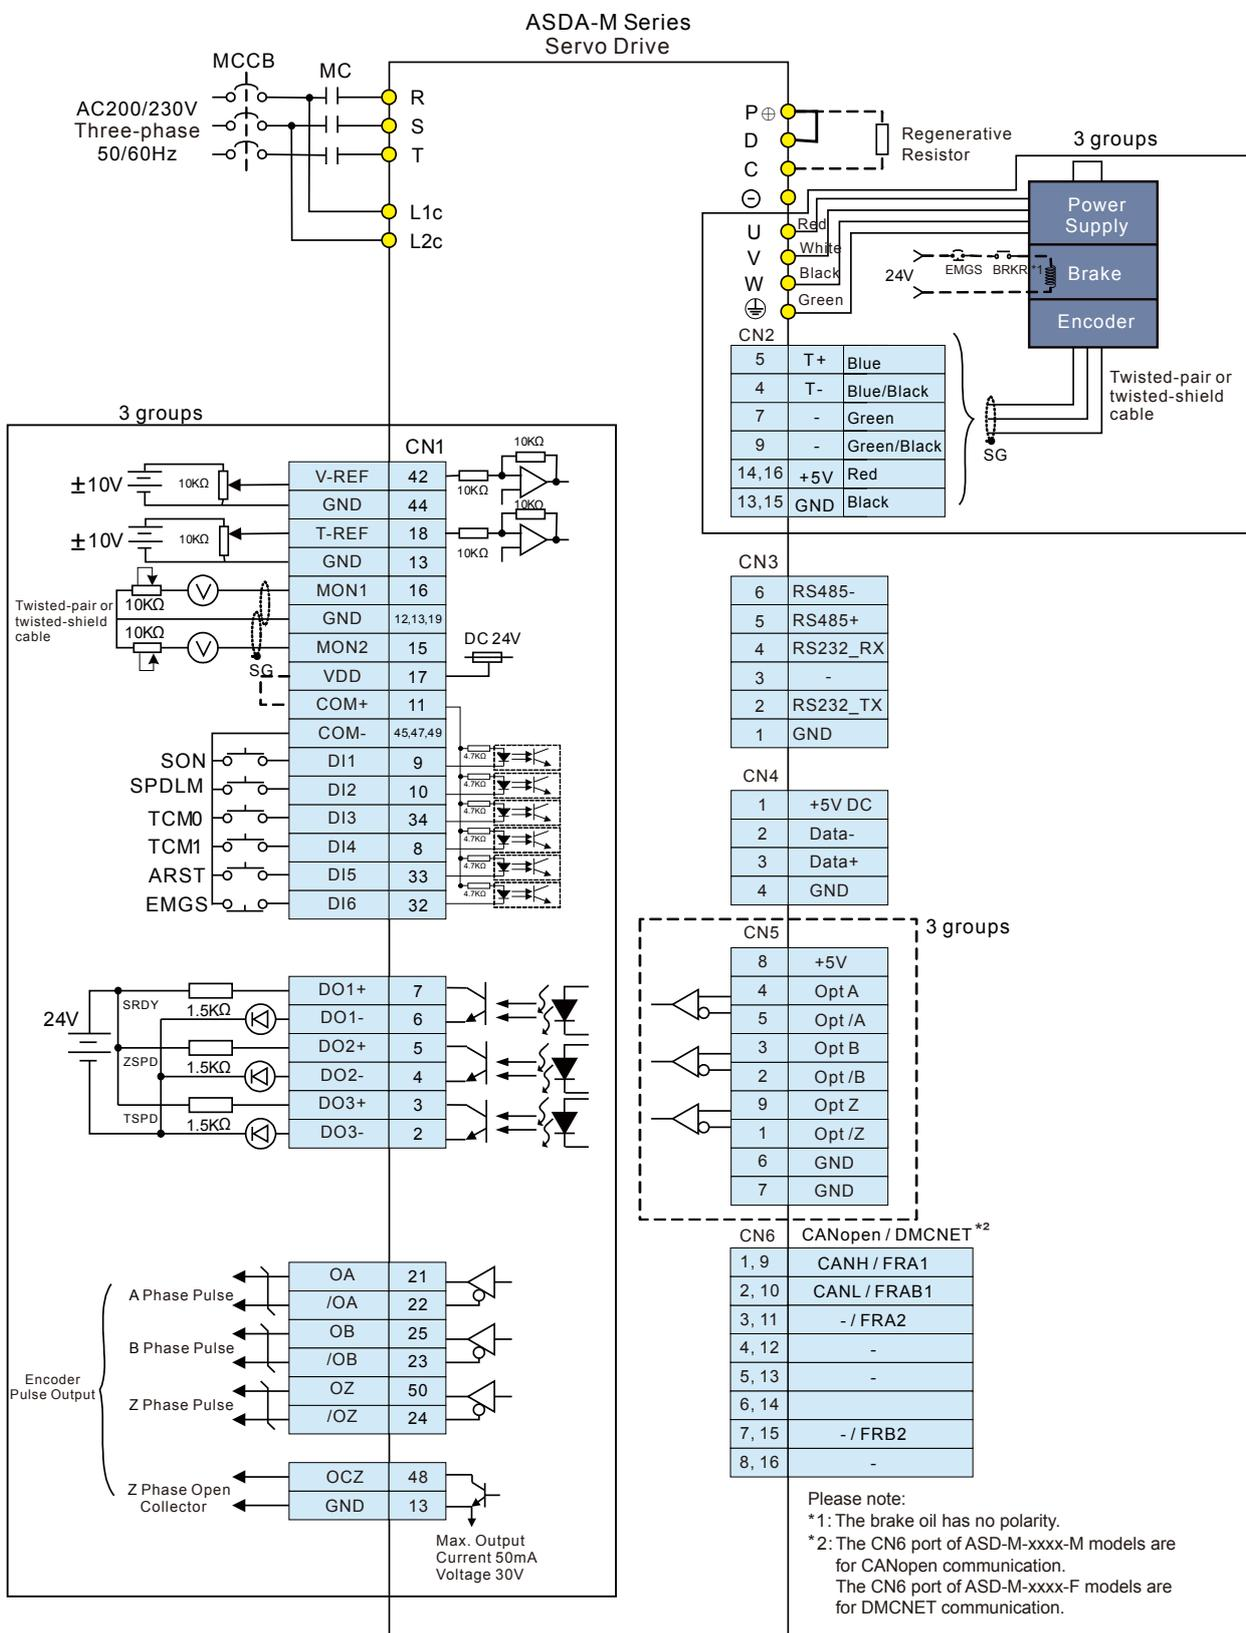 ASDA-M Series
Servo Drive
MCCB
MC
AC200/230V
Three-phase
50/60Hz
R
S
T
L1c
L2c
P⊕
D
C
⊖
U
V
W
Regenerative
Resistor
3 groups
Red
White
Black
Green
Power
Supply
24V
EMGS
BRKR
*1
Brake
Encoder
Twisted-pair or
twisted-shield
cable
SG
CN2
5 T+ Blue
4 T- Blue/Black
7 - Green
9 - Green/Black
14,16 +5V Red
13,15 GND Black
3 groups
CN1
±10V 10KΩ V-REF 42 10KΩ 10KΩ
GND 44
±10V 10KΩ T-REF 18 10KΩ 10KΩ
GND 13
10KΩ V MON1 16
Twisted-pair or
twisted-shield
cable
GND 12,13,19
10KΩ V MON2 15
SG
DC 24V
VDD 17
COM+ 11
COM- 45,47,49
SON DI1 9 4.7KΩ
SPDLM DI2 10 4.7KΩ
TCM0 DI3 34 4.7KΩ
TCM1 DI4 8 4.7KΩ
ARST DI5 33 4.7KΩ
EMGS DI6 32 4.7KΩ
24V
SRDY 1.5KΩ DO1+ 7
DO1- 6
ZSPD 1.5KΩ DO2+ 5
DO2- 4
TSPD 1.5KΩ DO3+ 3
DO3- 2
Encoder
Pulse Output
A Phase Pulse
OA 21
/OA 22
B Phase Pulse
OB 25
/OB 23
Z Phase Pulse
OZ 50
/OZ 24
Z Phase Open
Collector
OCZ 48
GND 13
Max. Output
Current 50mA
Voltage 30V
CN3
6 RS485-
5 RS485+
4 RS232_RX
3 -
2 RS232_TX
1 GND
CN4
1 +5V DC
2 Data-
3 Data+
4 GND
CN5
3 groups
8 +5V
4 Opt A
5 Opt /A
3 Opt B
2 Opt /B
9 Opt Z
1 Opt /Z
6 GND
7 GND
CN6 CANopen / DMCNET *2
1, 9 CANH / FRA1
2, 10 CANL / FRAB1
3, 11 - / FRA2
4, 12 -
5, 13 -
6, 14
7, 15 - / FRB2
8, 16 -
Please note:
*1: The brake oil has no polarity.
*2: The CN6 port of ASD-M-xxxx-M models are
for CANopen communication.
The CN6 port of ASD-M-xxxx-F models are
for DMCNET communication.